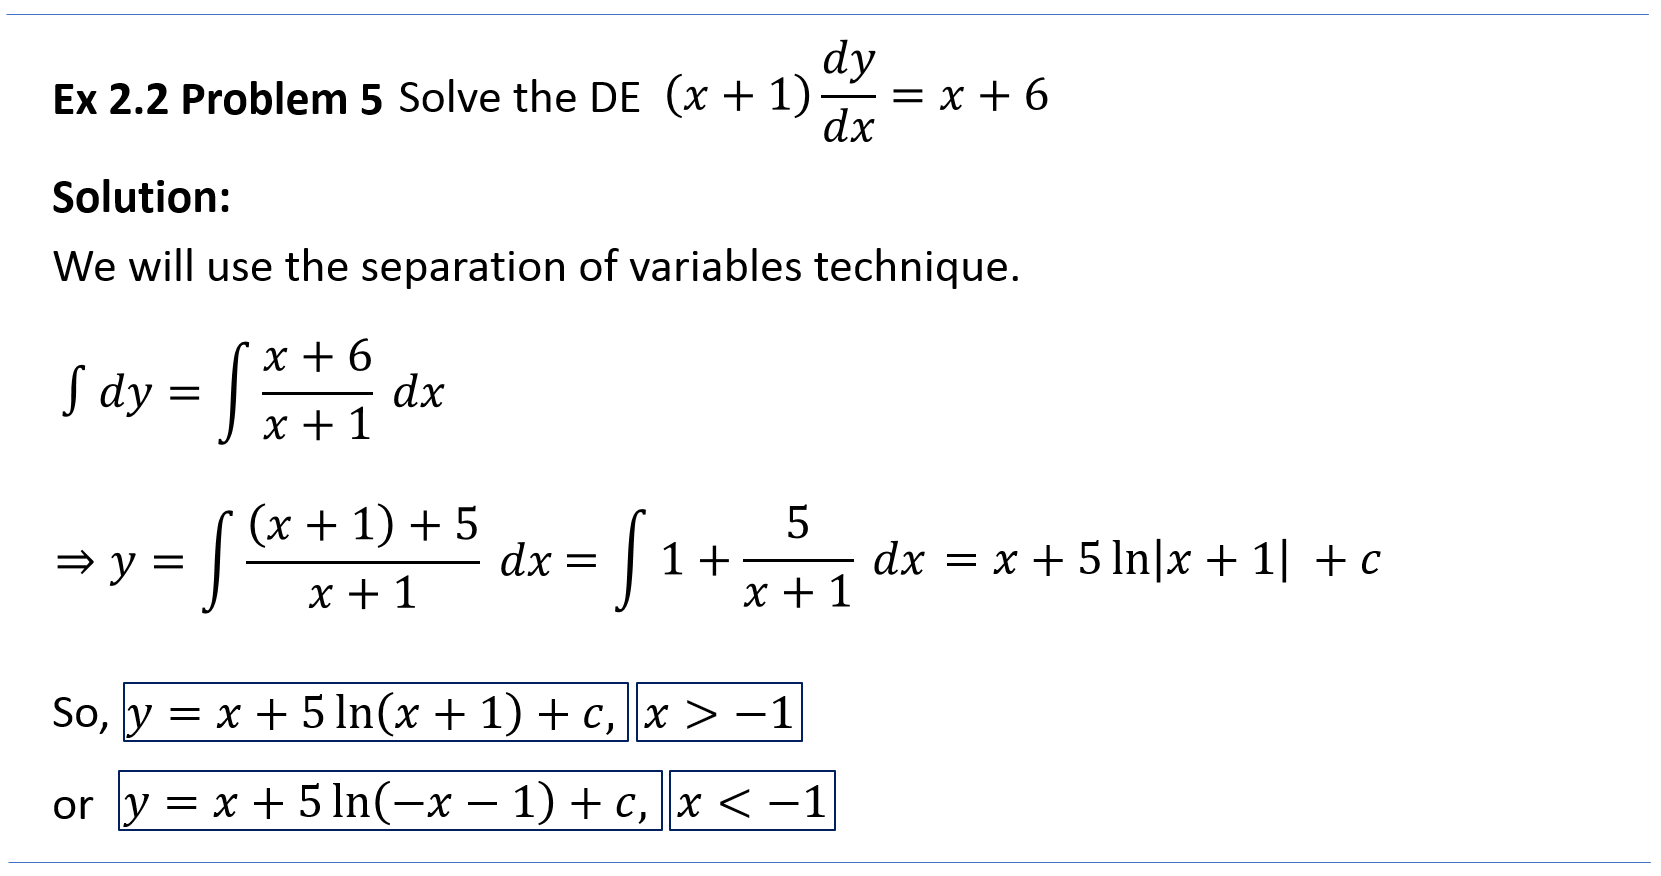 Ex 2.2 Problem 5 Solve the DE (x + 1) dy/dx = x + 6
Solution:
We will use the separation of variables technique.
∫ dy = ∫ (x + 6)/(x + 1) dx
⇒ y = ∫ ((x + 1) + 5)/(x + 1) dx = ∫ 1 + 5/(x + 1) dx = x + 5 ln|x + 1| + c
So, y = x + 5 ln(x + 1) + c, x > −1
or y = x + 5 ln(−x − 1) + c, x < −1